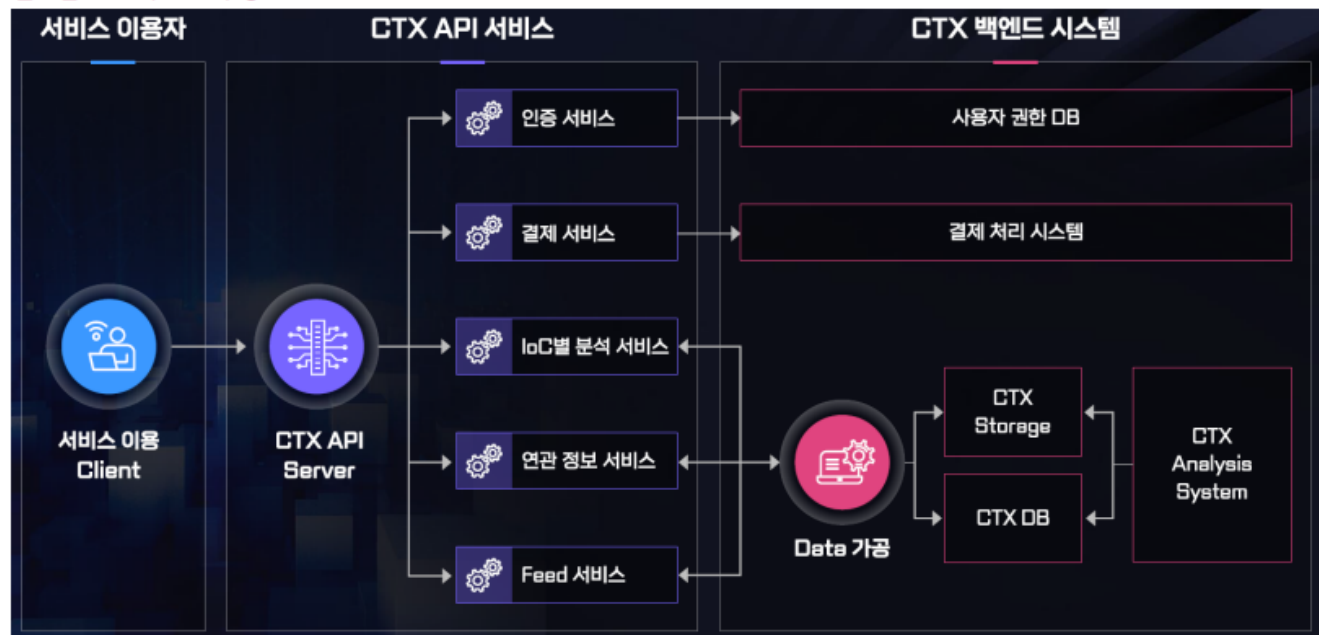 서비스 이용자
CTX API 서비스
CTX 백엔드 시스템
인증 서비스
사용자 권한 DB
결제 서비스
결제 처리 시스템
IoC별 분석 서비스
서비스 이용
Client
CTX API
Server
연관 정보 서비스
Feed 서비스
Data 가공
CTX
Storage
CTX DB
CTX
Analysis
System